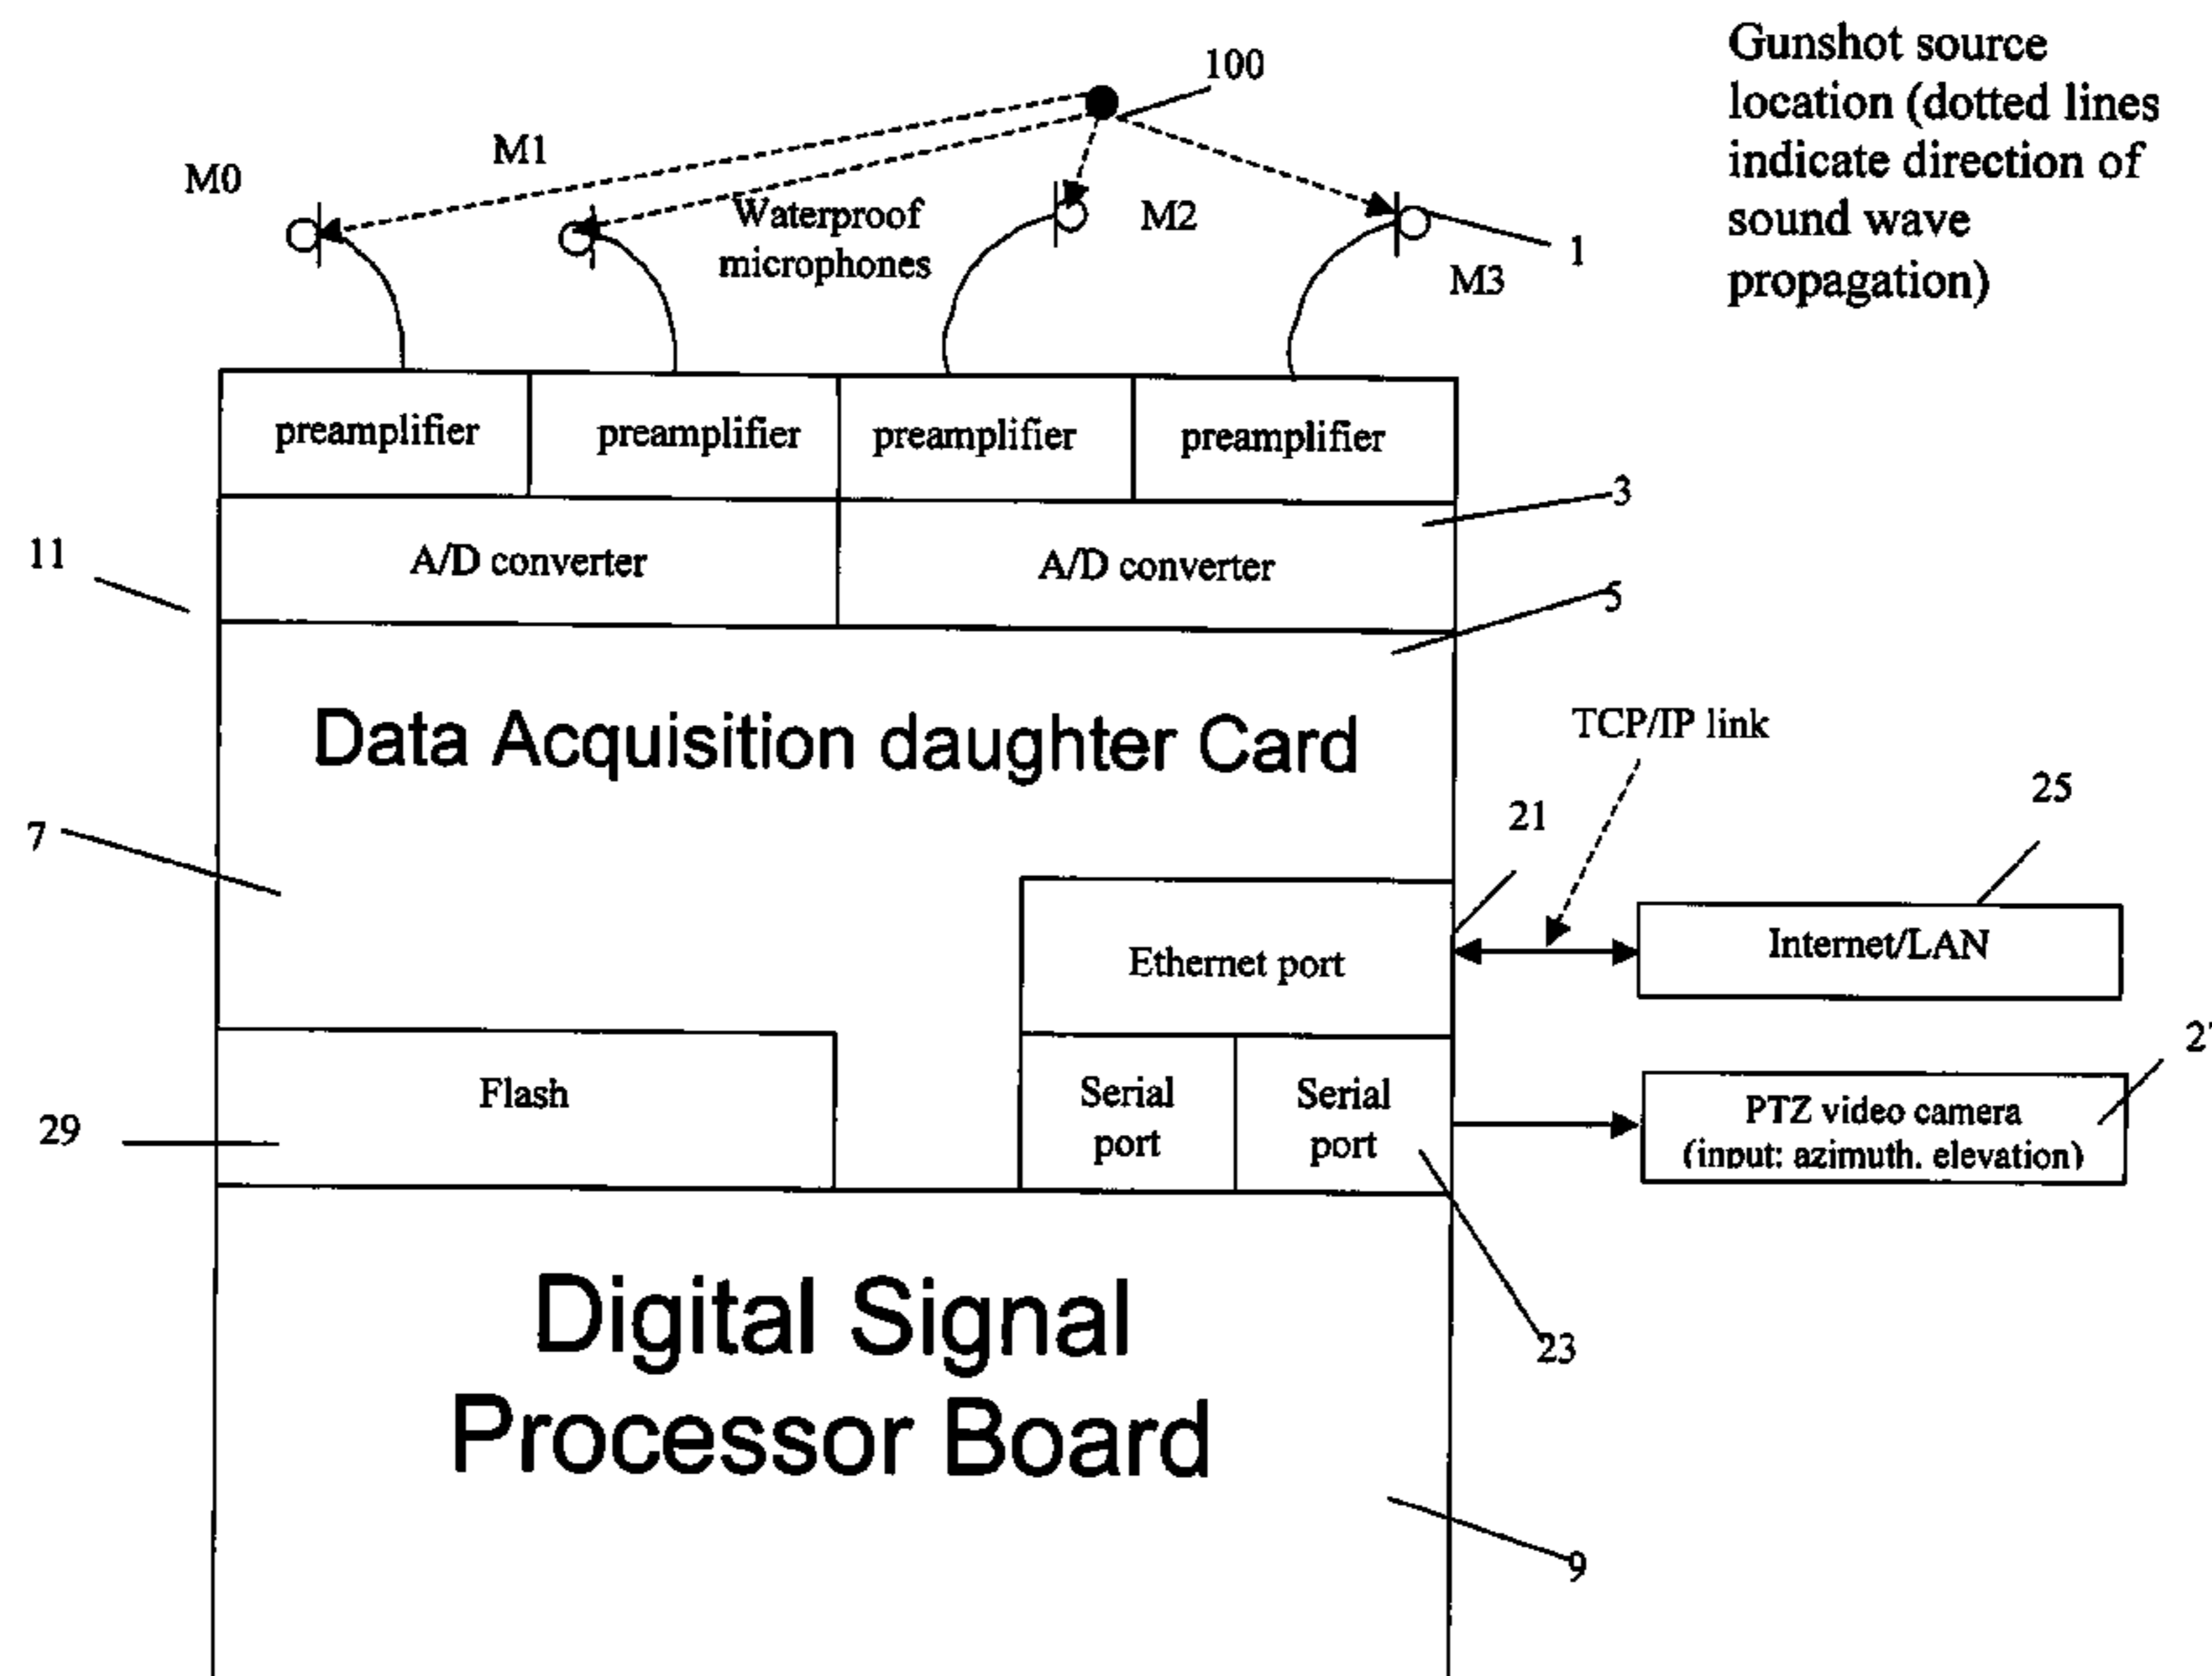 100
Gunshot source
location (dotted lines
indicate direction of
sound wave
propagation)
M0
M1
Waterproof
microphones
M2
M3
1
preamplifier
preamplifier
preamplifier
preamplifier
3
A/D converter
A/D converter
11
5
Data Acquisition daughter Card
TCP/IP link
7
21
25
Ethernet port
Internet/LAN
Flash
Serial
port
Serial
port
PTZ video camera
(input: azimuth, elevation)
29
23
Digital Signal
Processor Board
9